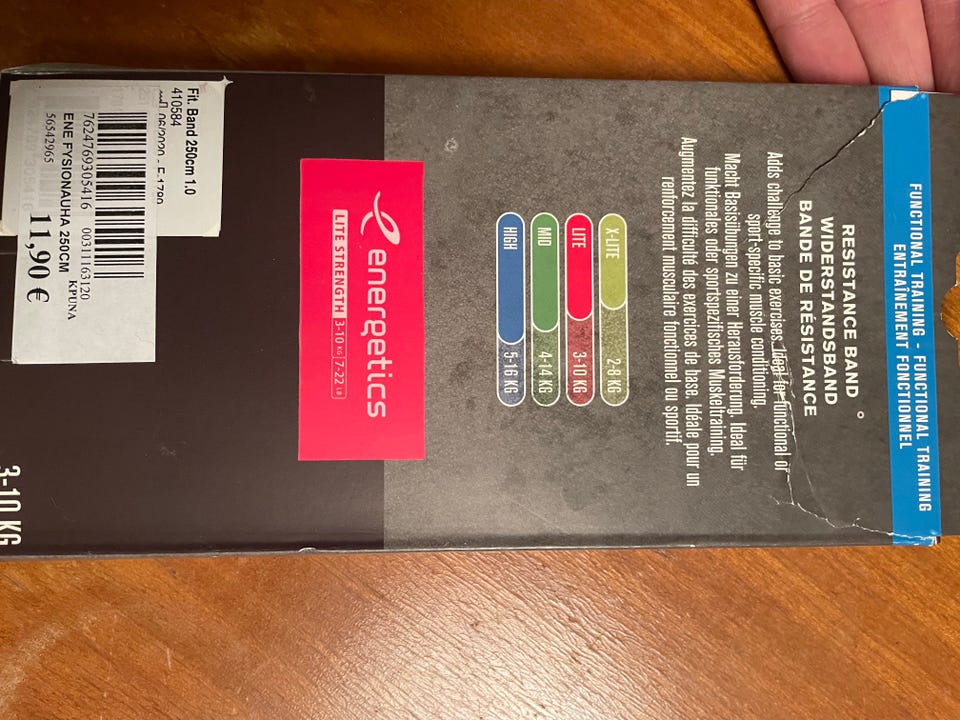 FUNCTIONAL TRAINING - FUNCTIONAL TRAINING
ENTRAÎNEMENT FONCTIONNEL
RESISTANCE BAND
WIDERSTANDSBAND
BANDE DE RÉSISTANCE
Adds challenge to basic exercises. Ideal for functional or
sport-specific muscle conditioning.
Macht Basisübungen zu einer Herausforderung. Ideal für
funktionales oder sportspezifisches Muskeltraining.
Augmentez la difficulté des exercices de base. Idéale pour un
renforcement musculaire fonctionnel ou sportif
X-LITE 2-8 KG
LITE 3-10 KG
MID 4-14 KG
HIGH 5-16 KG
energetics
LITE STRENGTH 3-10 KG 7-22 LB
Fit. Band 250cm 1.0
410584
06/2020 - F-1780
7624769305416 00311163120
ENE FYSIONAUHA 250CM KPUNA
56542965
11,90 €
3-10 KG